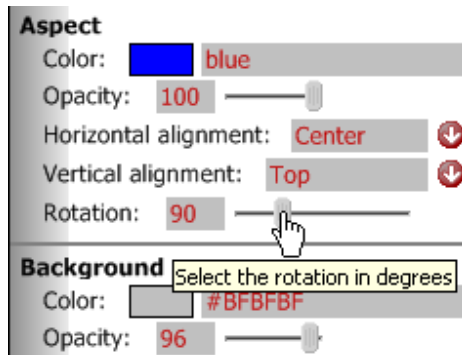 Aspect
Color: blue
Opacity: 100
Horizontal alignment: Center
Vertical alignment: Top
Rotation: 90
Background
Select the rotation in degrees
Color: #BFBFBF
Opacity: 96